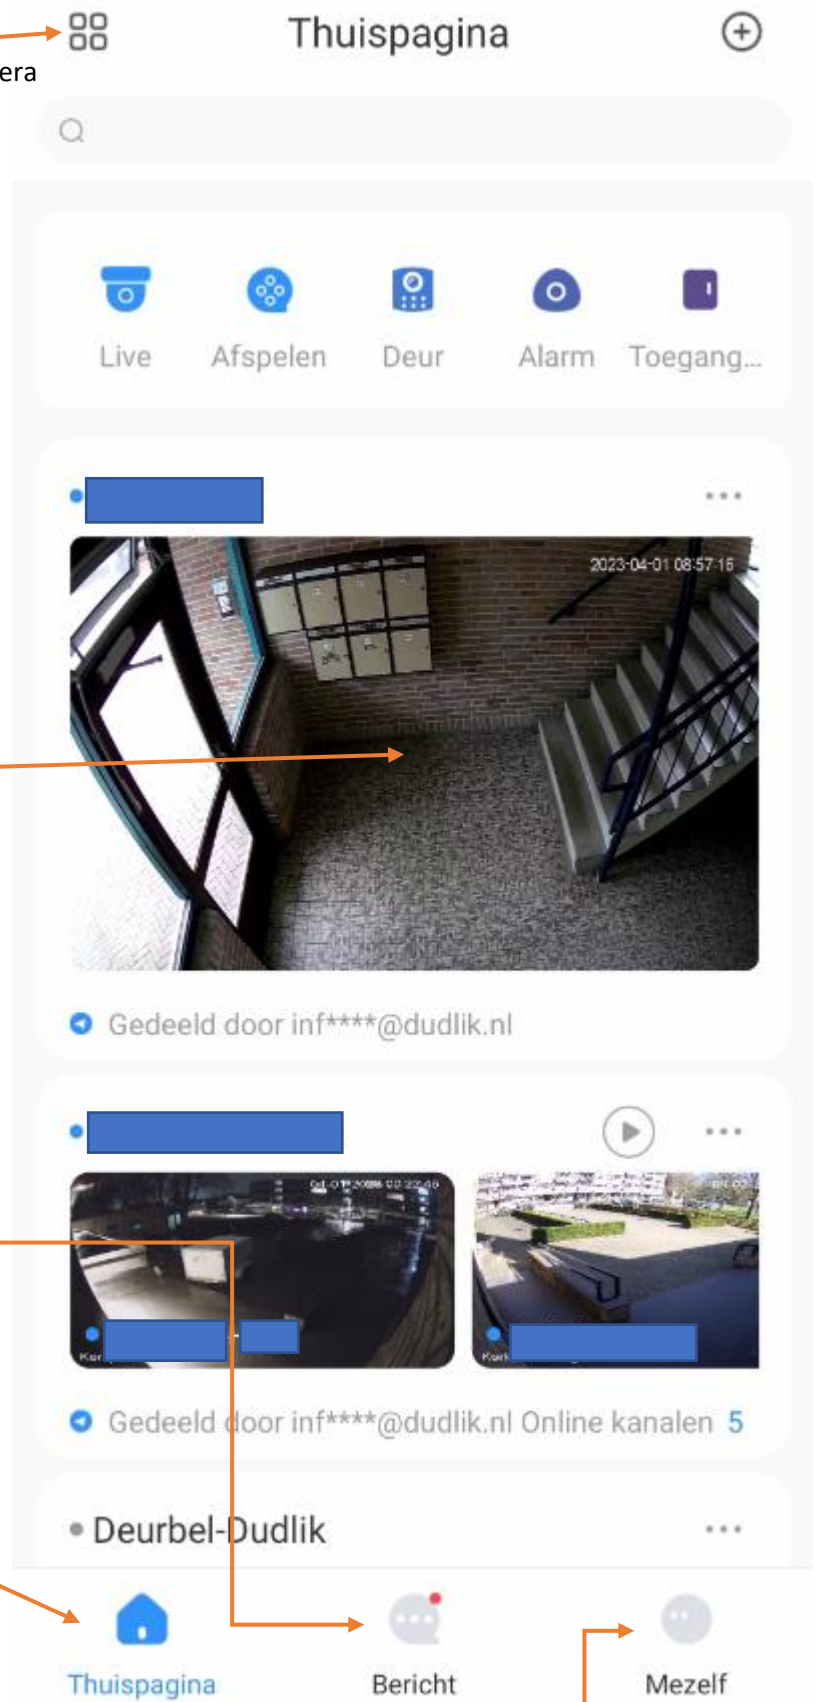 Thuispagina
era
Live Afspelen Deur Alarm Toegang...
2023-04-01 08:57:16
Gedeeld door inf****@dudlik.nl
Gedeeld door inf****@dudlik.nl Online kanalen 5
Deurbel-Dudlik
Thuispagina Bericht Mezelf